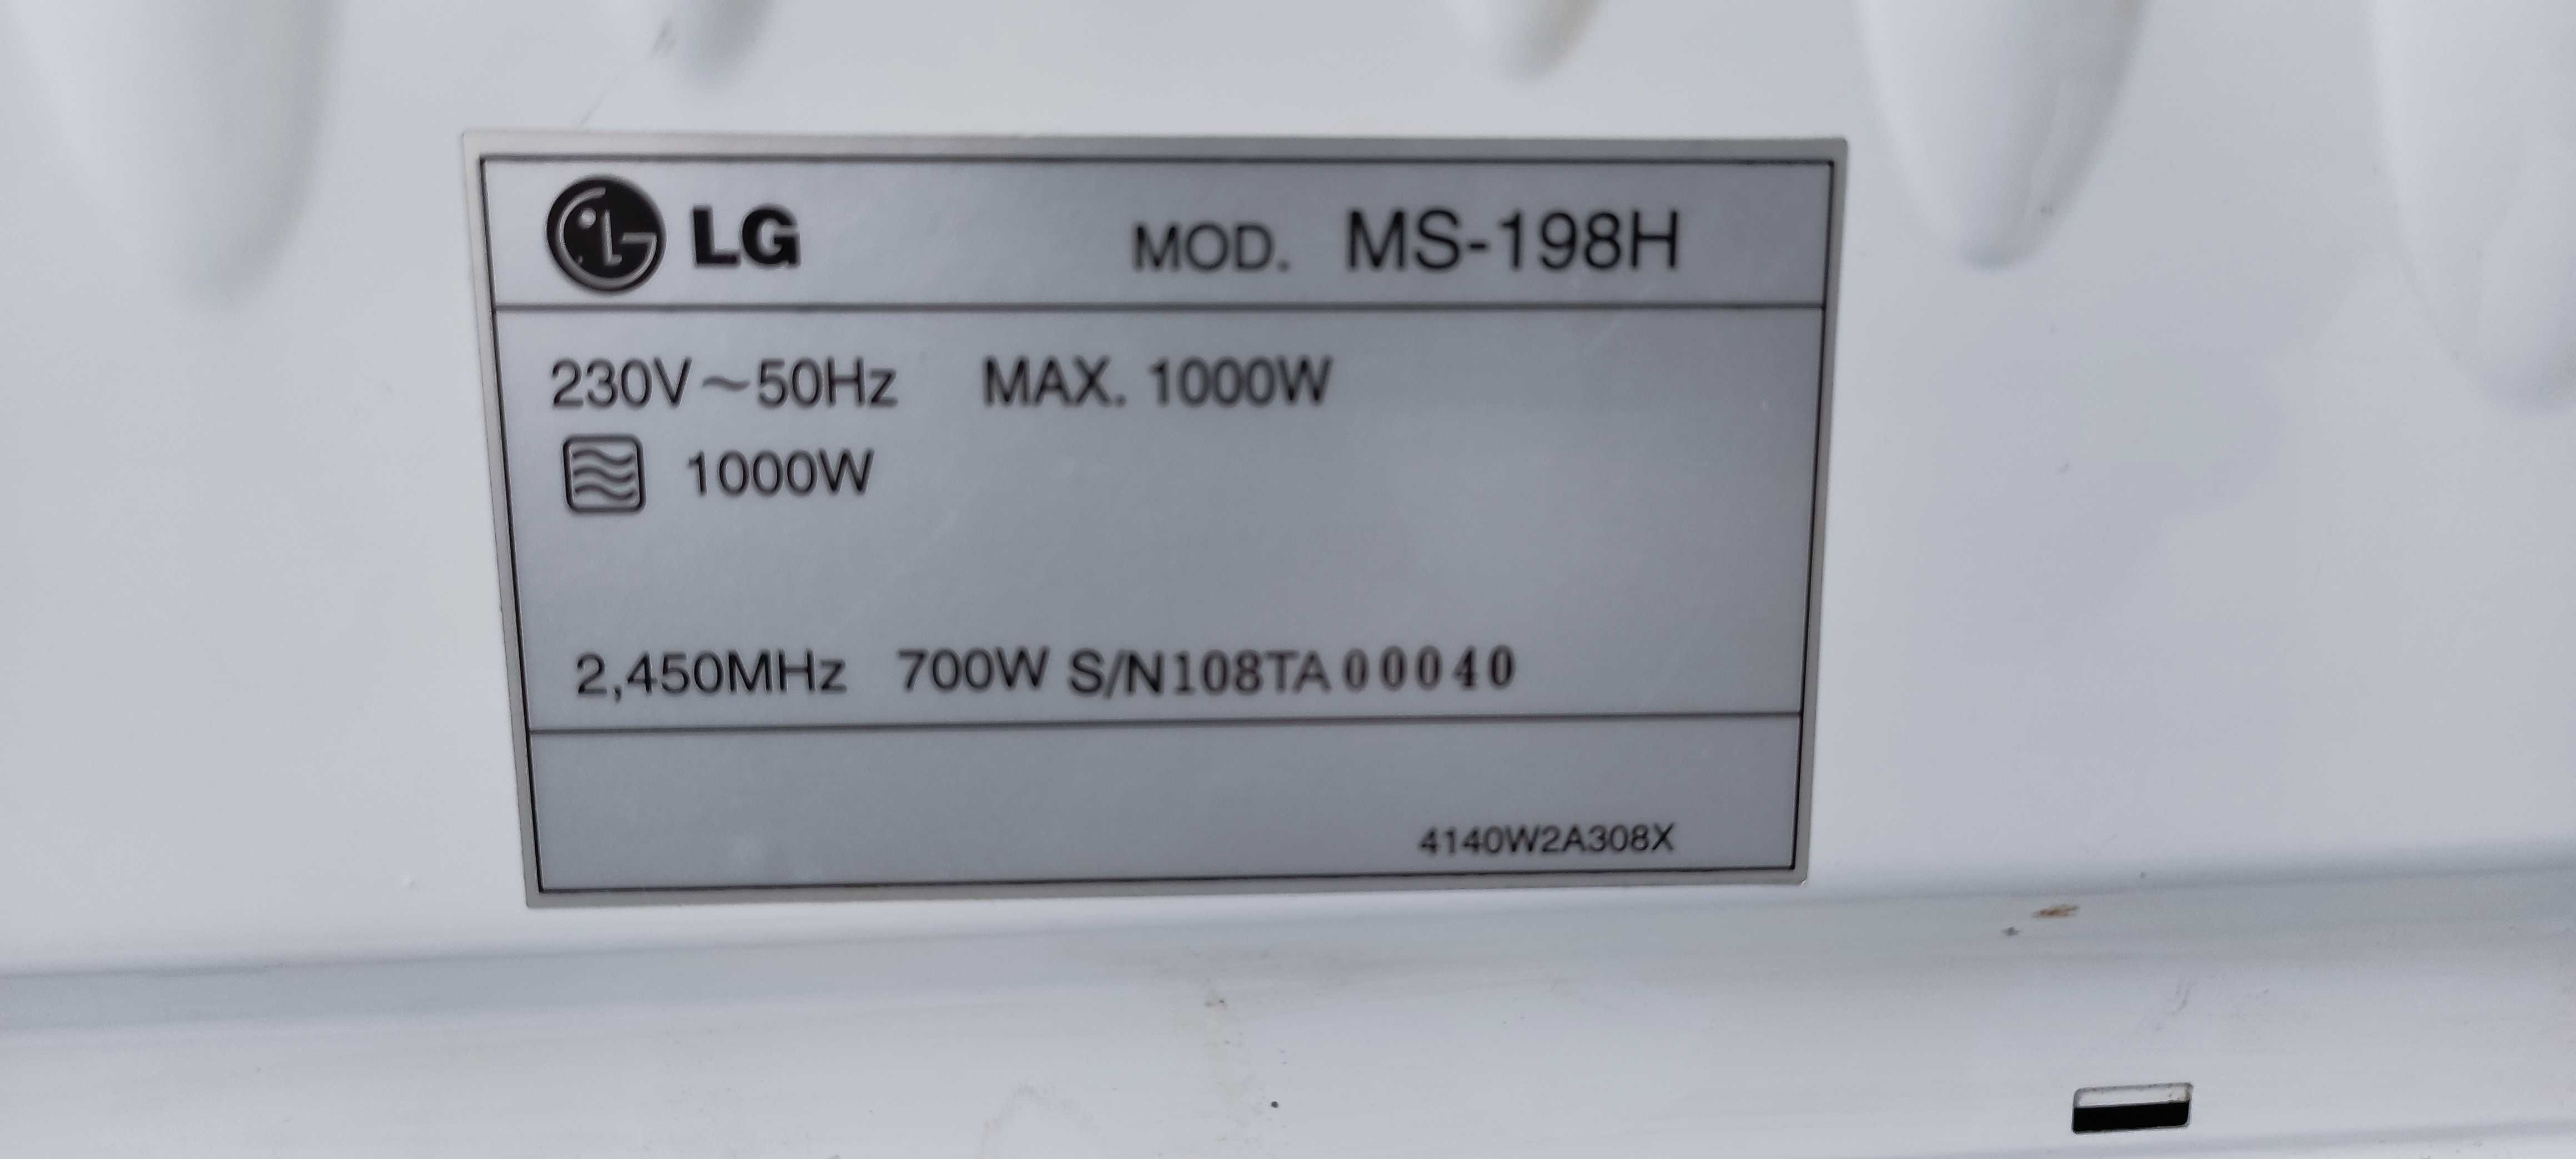 LG MOD. MS-198H
230V~50Hz MAX. 1000W
1000W
2,450MHz 700W S/N108TA00040
4140W2A308X